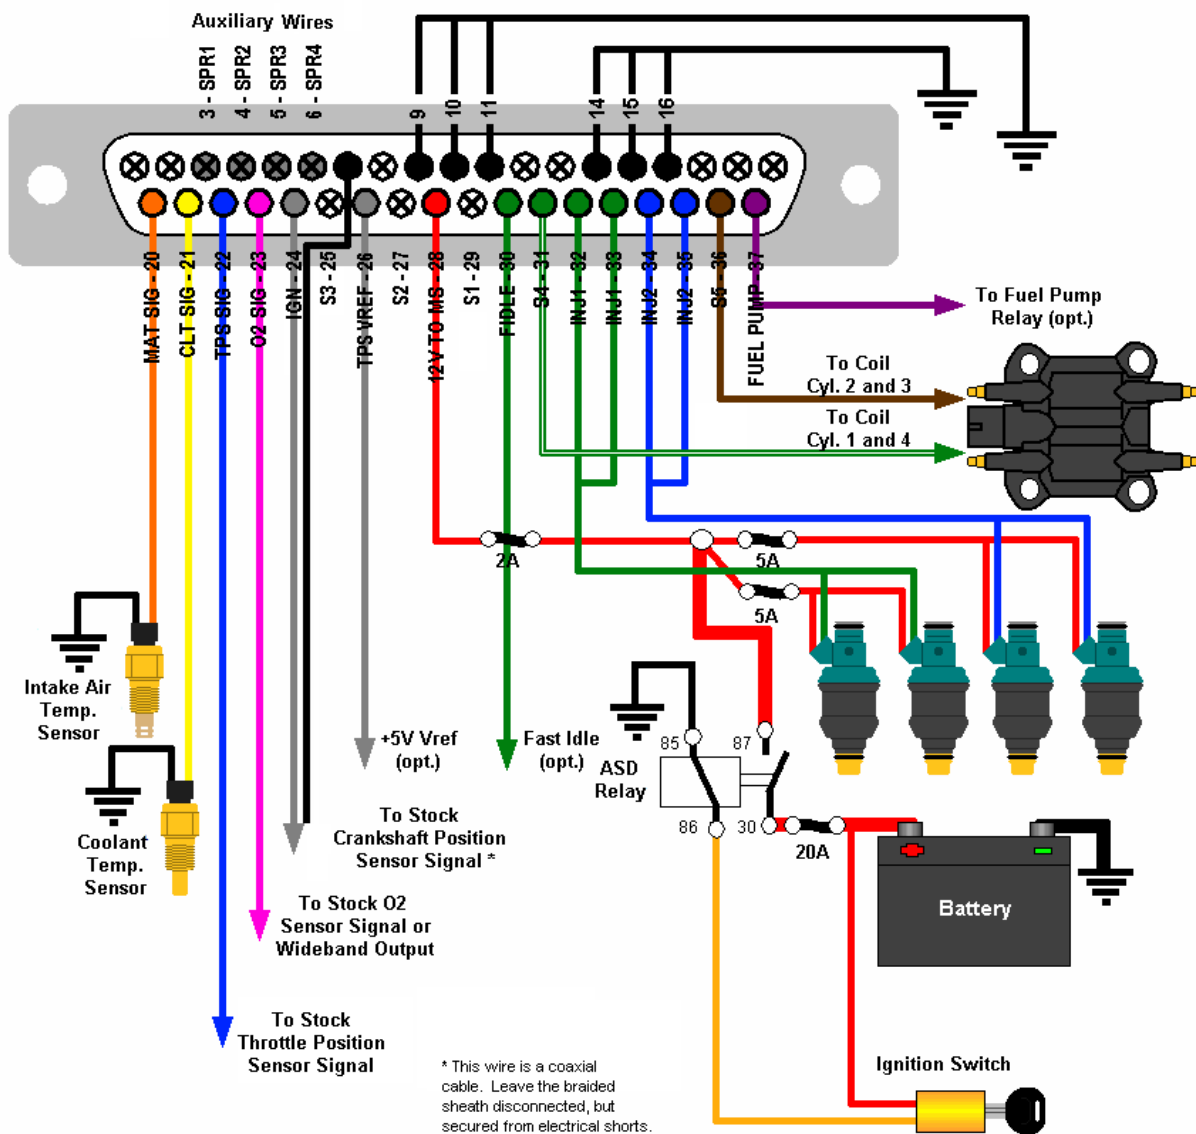 Auxiliary Wires
3 - SPR1
4 - SPR2
5 - SPR3
6 - SPR4
9
10
11
14
15
16
MAT SIG - 20
CLT SIG - 21
TPS SIG - 22
O2 SIG - 23
IGN - 24
S3 - 25
TPS VREF - 26
S2 - 27
12V TO MS - 28
S1 - 29
FIDLE - 30
S4 - 31
INJ1 - 32
INJ1 - 33
INJ2 - 34
INJ2 - 35
S5 - 36
FUEL PUMP - 37
To Fuel Pump
Relay (opt.)
To Coil
Cyl. 2 and 3
To Coil
Cyl. 1 and 4
2A
5A
5A
Intake Air
Temp.
Sensor
Coolant
Temp.
Sensor
+5V Vref
(opt.)
Fast Idle
(opt.)
ASD
Relay
85
87
86
30
20A
To Stock
Crankshaft Position
Sensor Signal *
To Stock O2
Sensor Signal or
Wideband Output
To Stock
Throttle Position
Sensor Signal
Battery
Ignition Switch
* This wire is a coaxial
cable. Leave the braided
sheath disconnected, but
secured from electrical shorts.